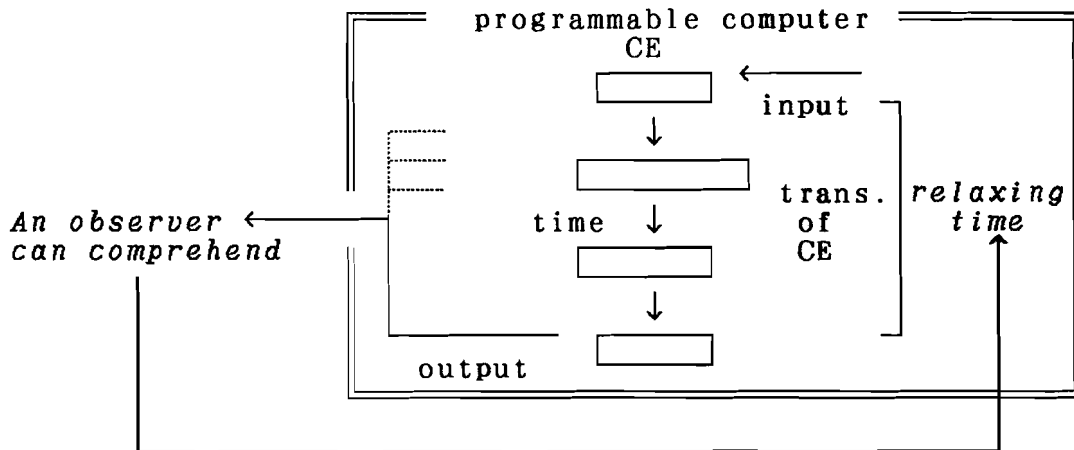 programmable computer
CE
input
trans.
of
CE
relaxing
time
time
An observer
can comprehend
output